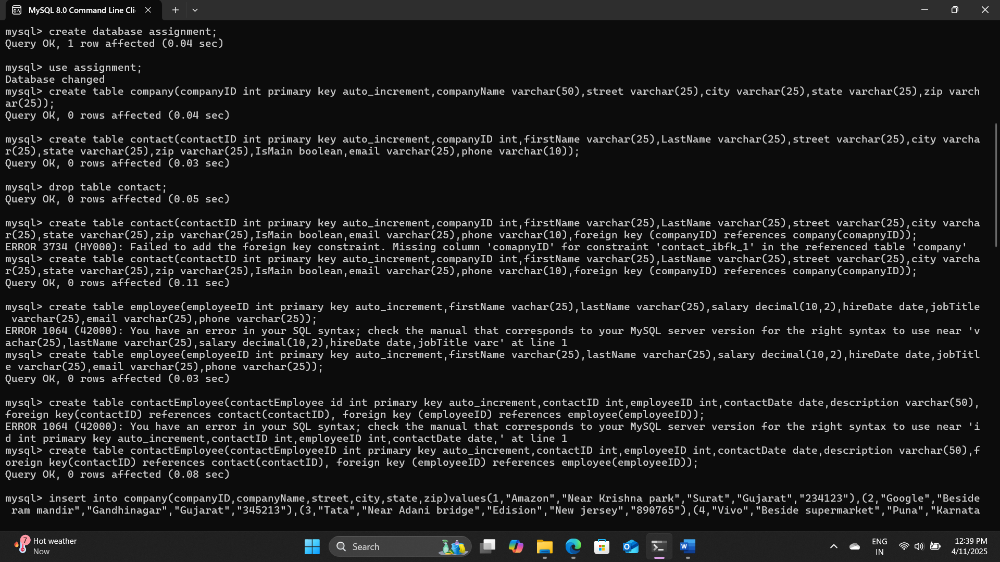 MySQL 8.0 Command Line Cli
mysql> create database assignment;
Query OK, 1 row affected (0.04 sec)
mysql> use assignment;
Database changed
mysql> create table company(companyID int primary key auto_increment,companyName varchar(50),street varchar(25),city varchar(25),state varchar(25),zip varch
ar(25));
Query OK, 0 rows affected (0.04 sec)
mysql> create table contact(contactID int primary key auto_increment,companyID int,firstName varchar(25),LastName varchar(25),street varchar(25),city varcha
r(25),state varchar(25),zip varchar(25),IsMain boolean,email varchar(25),phone varchar(10));
Query OK, 0 rows affected (0.03 sec)
mysql> drop table contact;
Query OK, 0 rows affected (0.05 sec)
mysql> create table contact(contactID int primary key auto_increment,companyID int,firstName varchar(25),LastName varchar(25),street varchar(25),city varcha
r(25),state varchar(25),zip varchar(25),IsMain boolean,email varchar(25),phone varchar(10),foreign key (companyID) references company(comapnyID));
ERROR 3734 (HY000): Failed to add the foreign key constraint. Missing column 'comapnyID' for constraint 'contact_ibfk_1' in the referenced table 'company'
mysql> create table contact(contactID int primary key auto_increment,companyID int,firstName varchar(25),LastName varchar(25),street varchar(25),city varcha
r(25),state varchar(25),zip varchar(25),IsMain boolean,email varchar(25),phone varchar(10),foreign key (companyID) references company(companyID));
Query OK, 0 rows affected (0.11 sec)
mysql> create table employee(employeeID int primary key auto_increment,firstName vachar(25),lastName varchar(25),salary decimal(10,2),hireDate date,jobTitle
 varchar(25),email varchar(25),phone varchar(25));
ERROR 1064 (42000): You have an error in your SQL syntax; check the manual that corresponds to your MySQL server version for the right syntax to use near 'v
achar(25),lastName varchar(25),salary decimal(10,2),hireDate date,jobTitle varc' at line 1
mysql> create table employee(employeeID int primary key auto_increment,firstName varchar(25),lastName varchar(25),salary decimal(10,2),hireDate date,jobTitl
e varchar(25),email varchar(25),phone varchar(25));
Query OK, 0 rows affected (0.03 sec)
mysql> create table contactEmployee(contactEmployee id int primary key auto_increment,contactID int,employeeID int,contactDate date,description varchar(50),
foreign key(contactID) references contact(contactID), foreign key (employeeID) references employee(employeeID));
ERROR 1064 (42000): You have an error in your SQL syntax; check the manual that corresponds to your MySQL server version for the right syntax to use near 'i
d int primary key auto_increment,contactID int,employeeID int,contactDate date,' at line 1
mysql> create table contactEmployee(contactEmployeeID int primary key auto_increment,contactID int,employeeID int,contactDate date,description varchar(50),f
oreign key(contactID) references contact(contactID), foreign key (employeeID) references employee(employeeID));
Query OK, 0 rows affected (0.08 sec)
mysql> insert into company(companyID,companyName,street,city,state,zip)values(1,"Amazon","Near Krishna park","Surat","Gujarat","234123"),(2,"Google","Beside
 ram mandir","Gandhinagar","Gujarat","345213"),(3,"Tata","Near Adani bridge","Edision","New jersey","890765"),(4,"Vivo","Beside supermarket","Puna","Karnata
7
Hot weather
Now
Search
ENG
IN
12:39 PM
4/11/2025